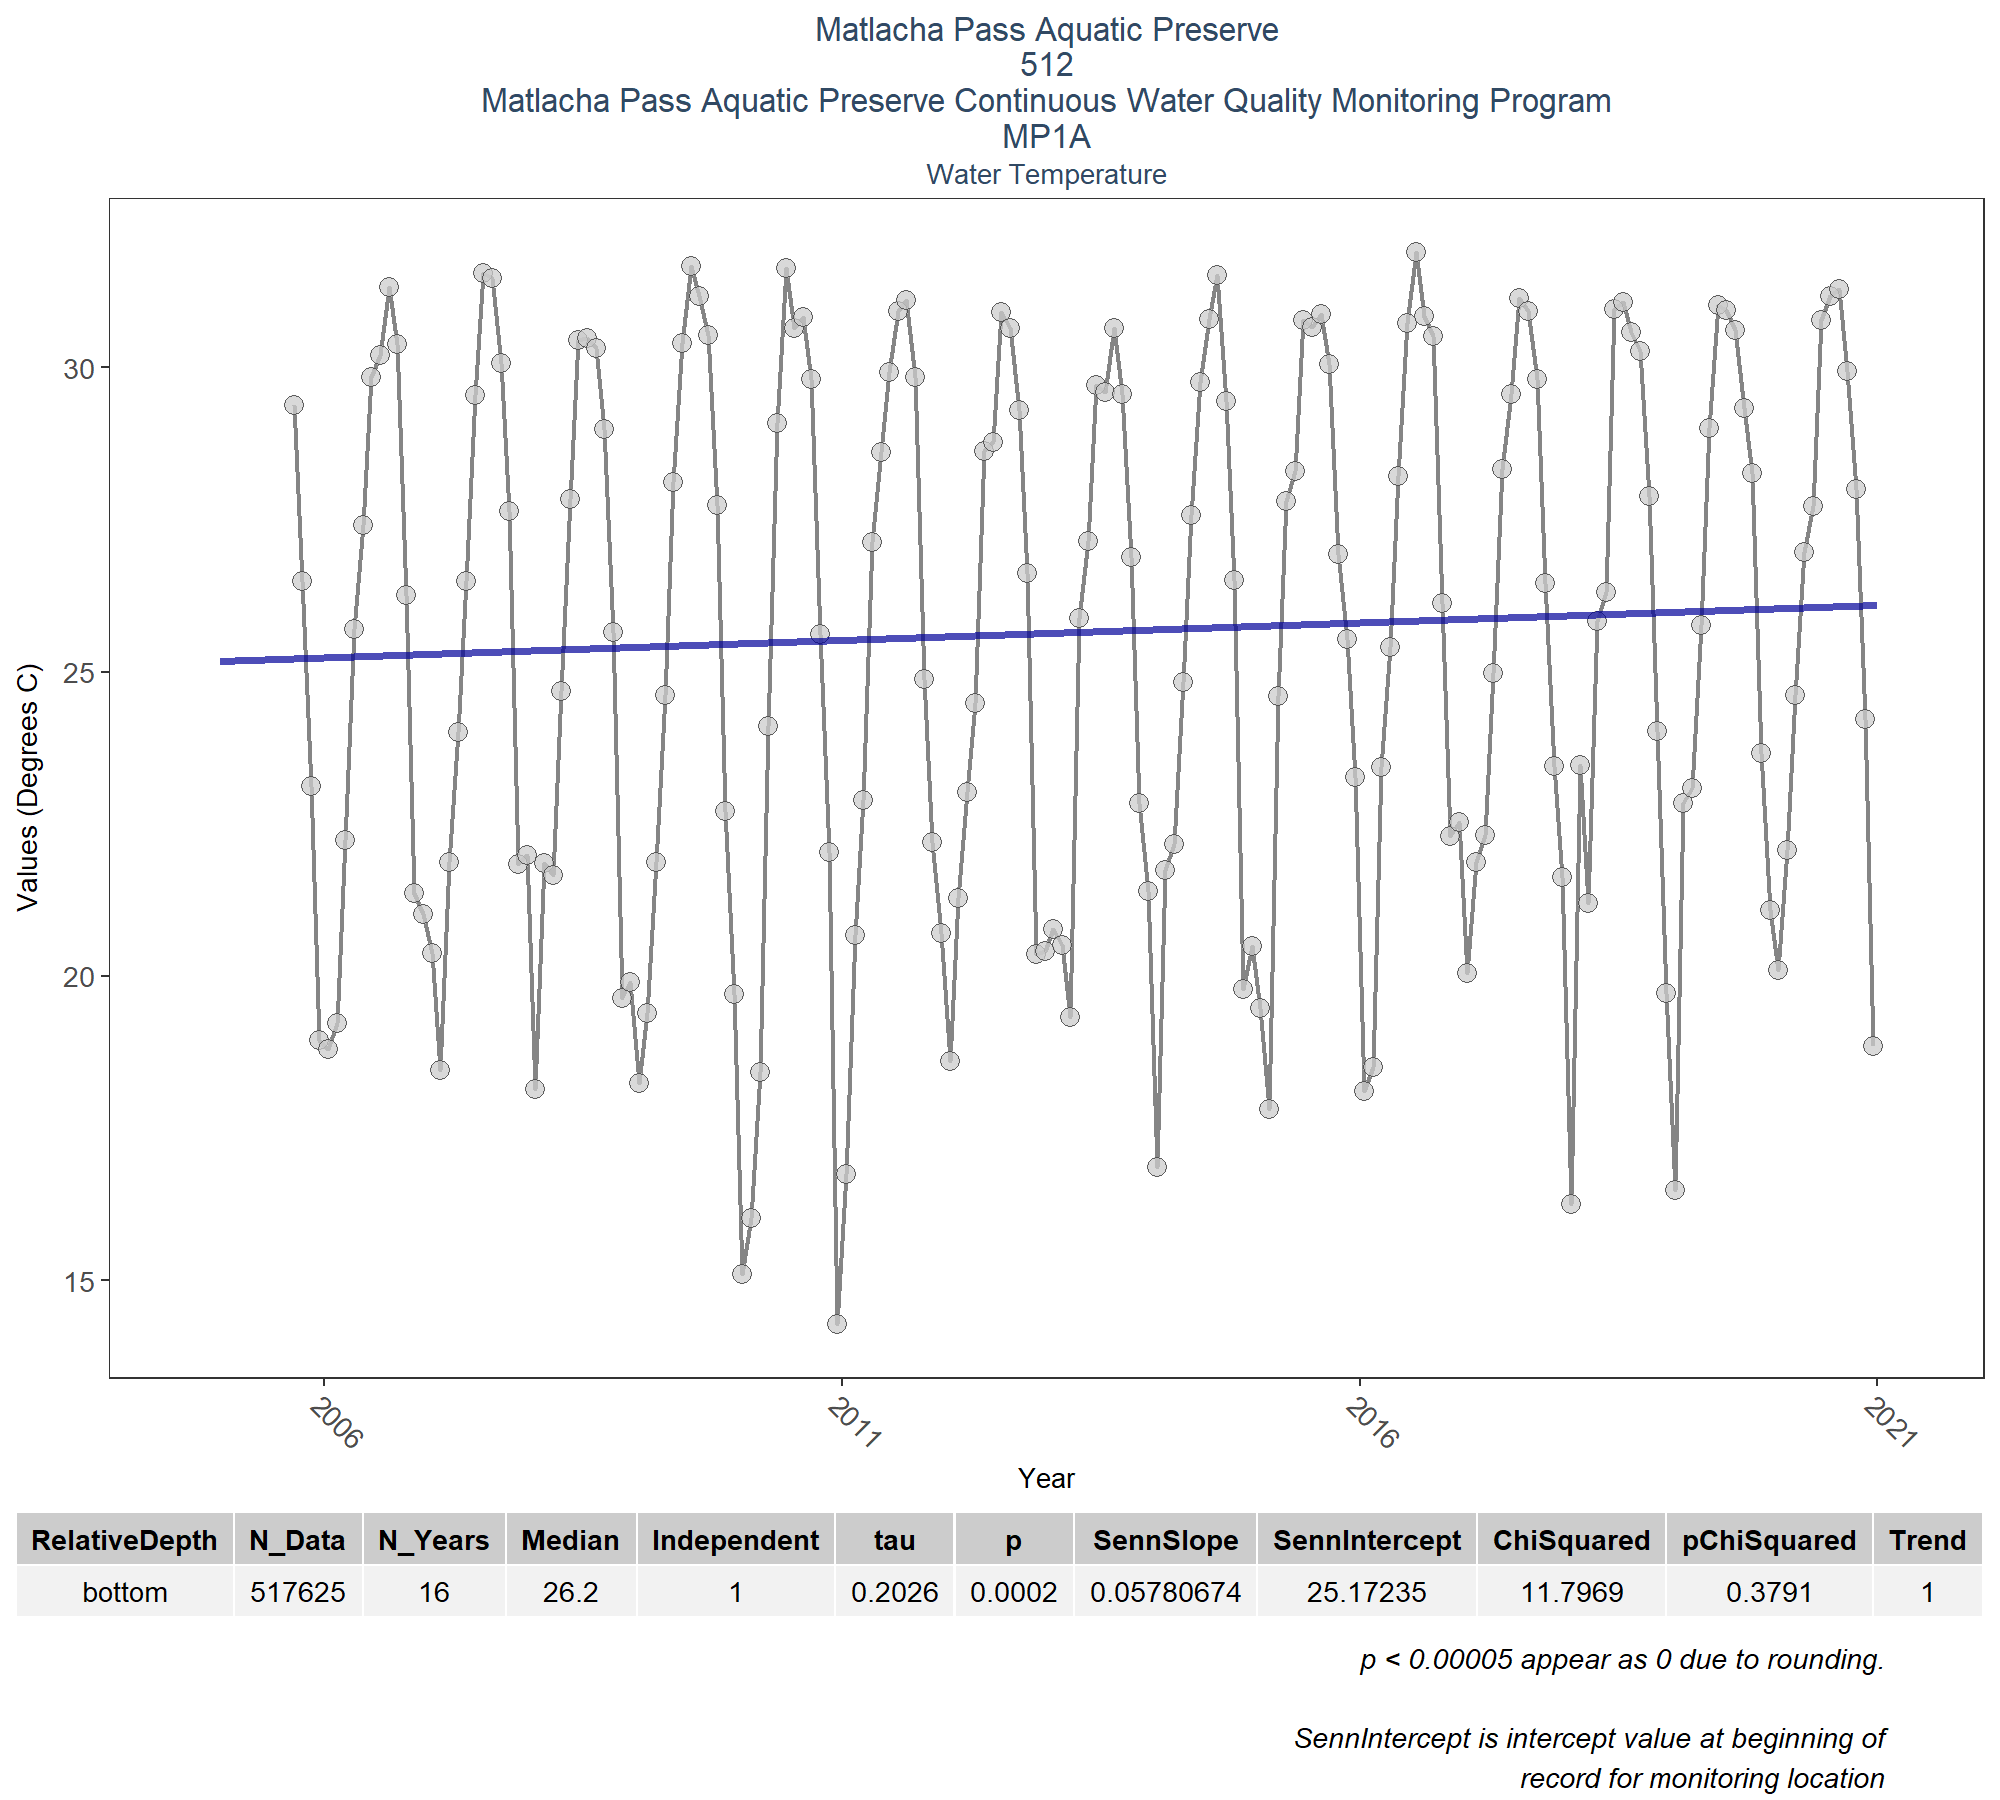 Matlacha Pass Aquatic Preserve
512
Matlacha Pass Aquatic Preserve Continuous Water Quality Monitoring Program
MP1A
Water Temperature
Values (Degrees C)
30
25
20
15
2006
2011
2016
2021
Year
RelativeDepth N_Data N_Years Median Independent tau p SennSlope SennIntercept ChiSquared pChiSquared Trend
bottom 517625 16 26.2 1 0.2026 0.0002 0.05780674 25.17235 11.7969 0.3791 1
p < 0.00005 appear as 0 due to rounding.
SennIntercept is intercept value at beginning of
record for monitoring location